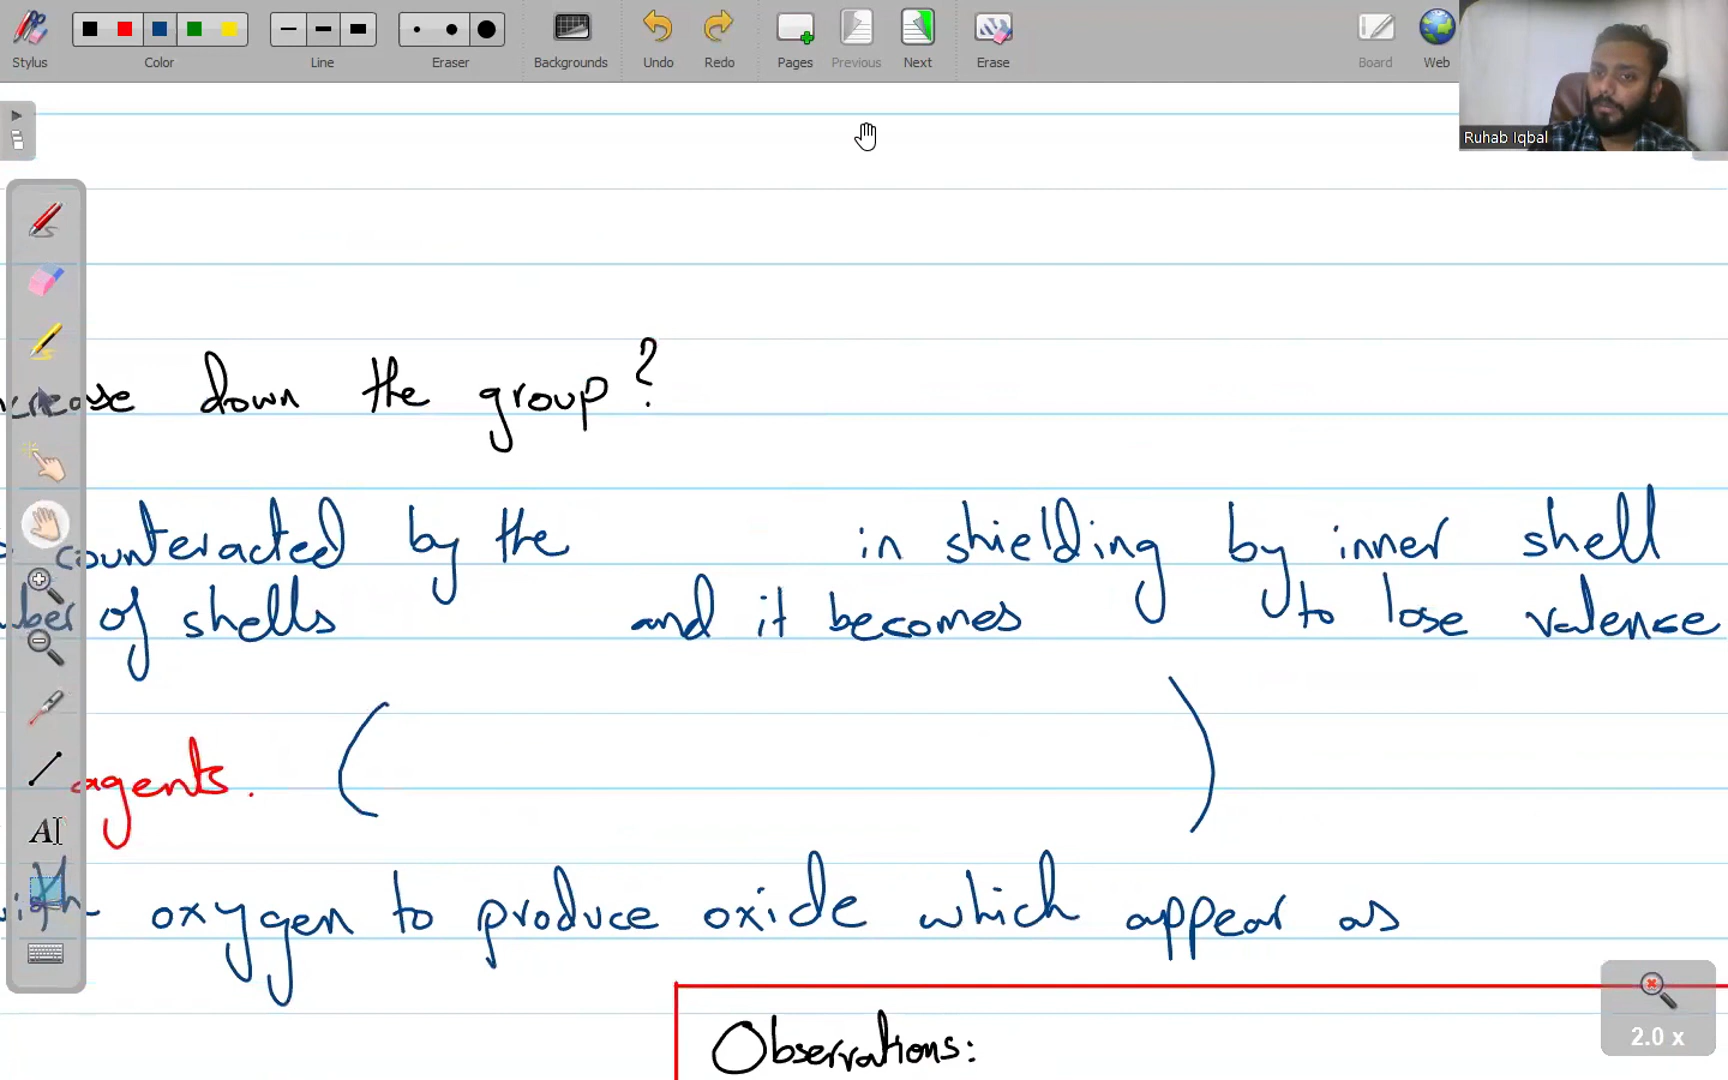 Stylus
Color
Line
Eraser
Backgrounds
Undo
Redo
Pages
Previous
Next
Erase
Board
Web
Ruhab Iqbal
increase down the group?
counteracted by the in shielding by inner shell
of shells and it becomes to lose valence
agents. ( )
with oxygen to produce oxide which appear as
Observations:
2.0 x